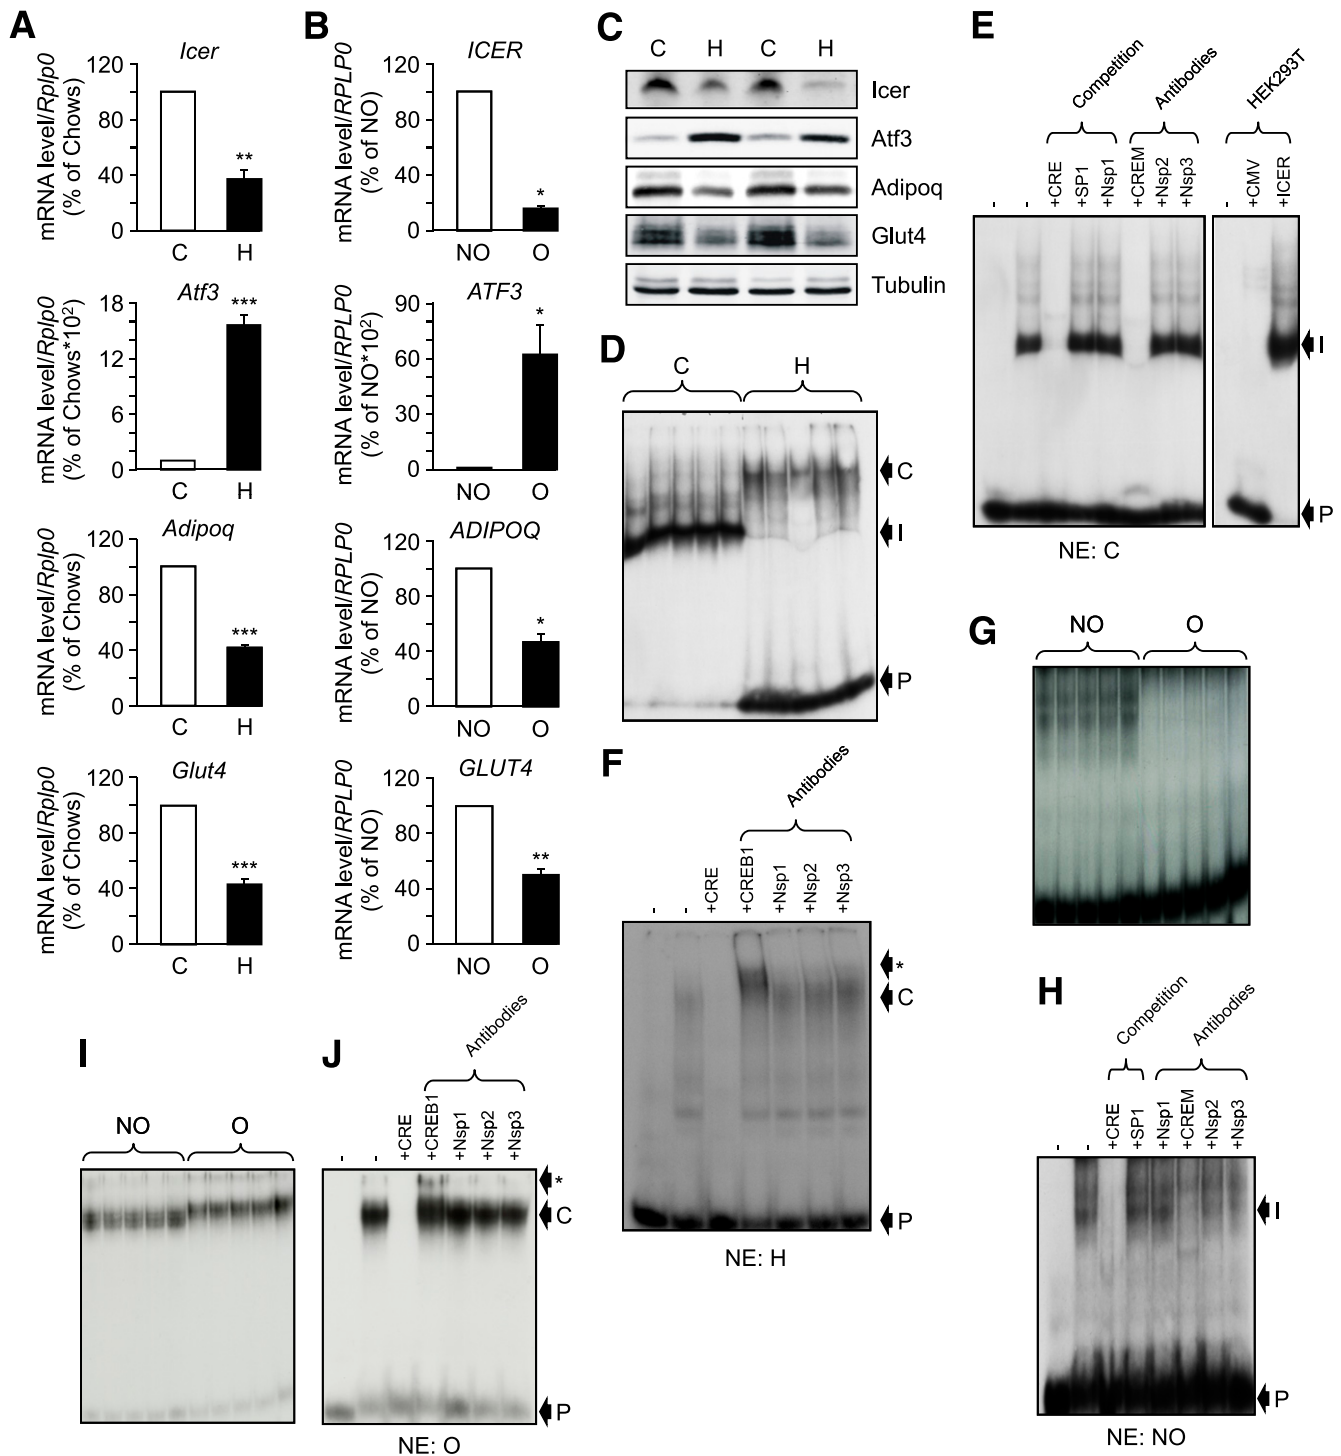 A
Icer
mRNA level/Rplp0
(% of Chows)
120
80
40
0
**
C H
Atf3
mRNA level/Rplp0
(% of Chows*10²)
18
12
6
0
***
C H
Adipoq
mRNA level/Rplp0
(% of Chows)
120
80
40
0
***
C H
Glut4
mRNA level/Rplp0
(% of Chows)
120
80
40
0
***
C H
B
ICER
mRNA level/RPLP0
(% of NO)
120
80
40
0
*
NO O
ATF3
mRNA level/RPLP0
(% of NO*10²)
90
60
30
0
*
NO O
ADIPOQ
mRNA level/RPLP0
(% of NO)
120
80
40
0
*
NO O
GLUT4
mRNA level/RPLP0
(% of NO)
120
80
40
0
**
NO O
C
C H C H
Icer
Atf3
Adipoq
Glut4
Tubulin
D
C H
C
I
P
E
Competition Antibodies HEK293T
- - +CRE +SP1 +Nsp1 +CREM +Nsp2 +Nsp3 - +CMV +ICER
I
P
NE: C
F
Antibodies
- - +CRE +CREB1 +Nsp1 +Nsp2 +Nsp3
*
C
P
NE: H
G
NO O
H
Competition Antibodies
- - +CRE +SP1 +Nsp1 +CREM +Nsp2 +Nsp3
I
P
NE: NO
I
NO O
J
Antibodies
- - +CRE +CREB1 +Nsp1 +Nsp2 +Nsp3
*
C
P
NE: O